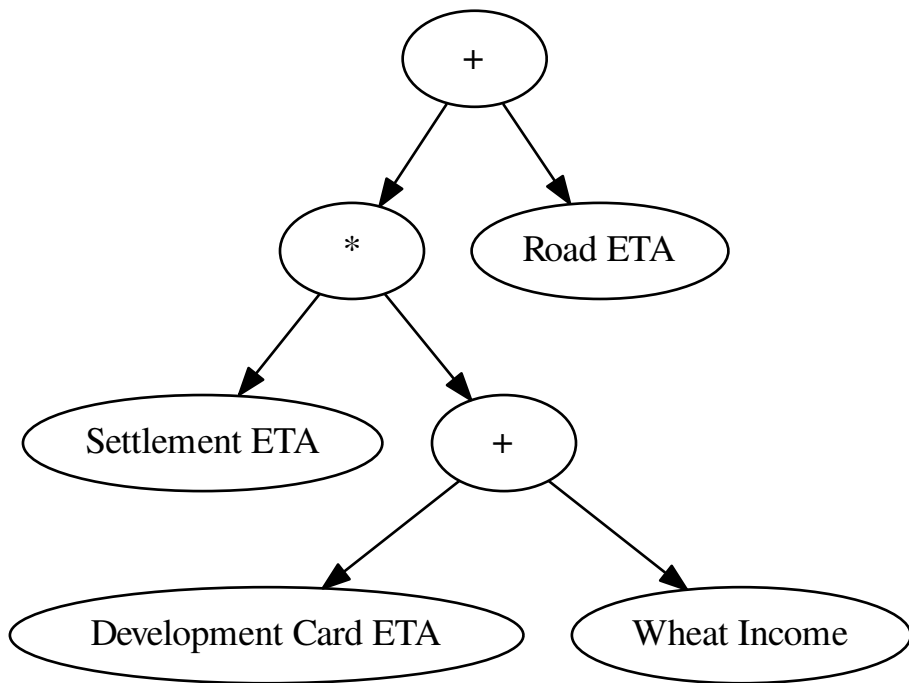 +
*
Road ETA
Settlement ETA
+
Development Card ETA
Wheat Income